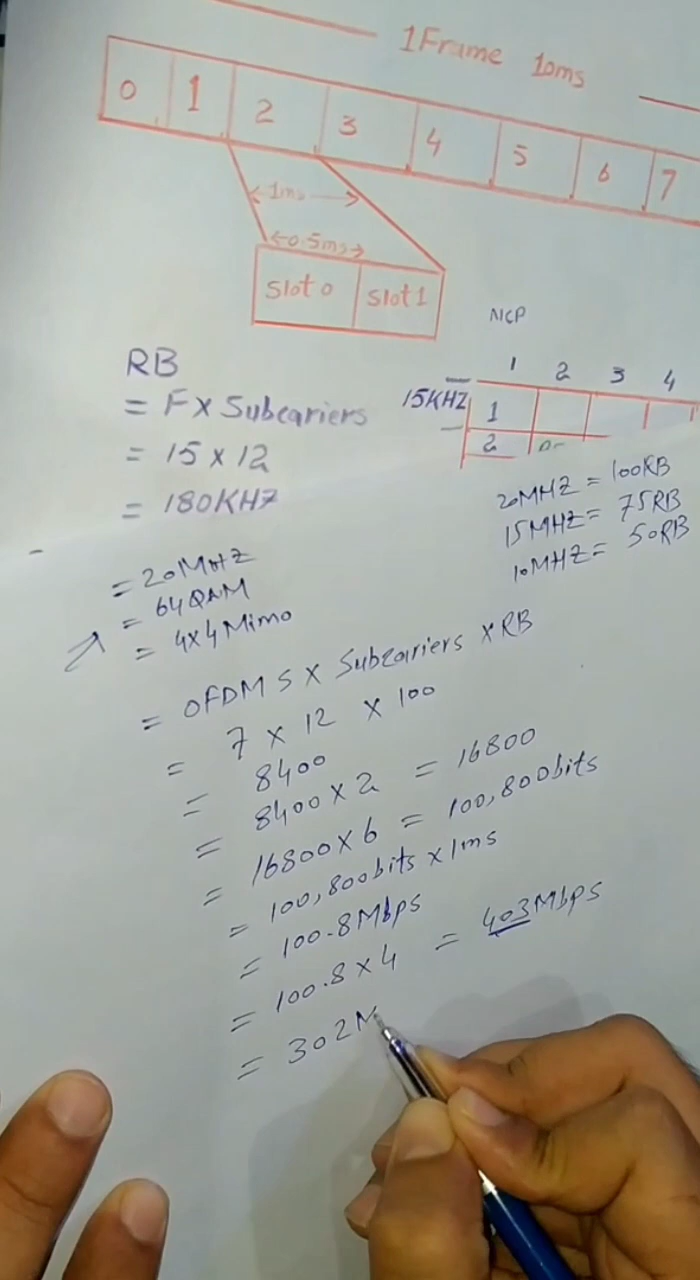 1Frame 10ms
0 1 2 3 4 5 6 7
1ms
0.5ms
Slot 0 Slot 1
NCP
1 2 3 4
15KHZ 1
2
RB
= F X Subcariers
= 15 x 12
= 180KHZ
20MHZ = 100RB
15MHZ = 75RB
10MHZ = 50RB
= 20MHZ
= 64QAM
= 4x4Mimo
= OFDM S X Subcariers X RB
= 7 X 12 X 100
= 8400
= 8400 X 2 = 16800
= 16800 X 6 = 100,800bits
= 100,800bits x 1ms
= 100.8Mbps
= 100.8 X 4 = 403Mbps
= 302M